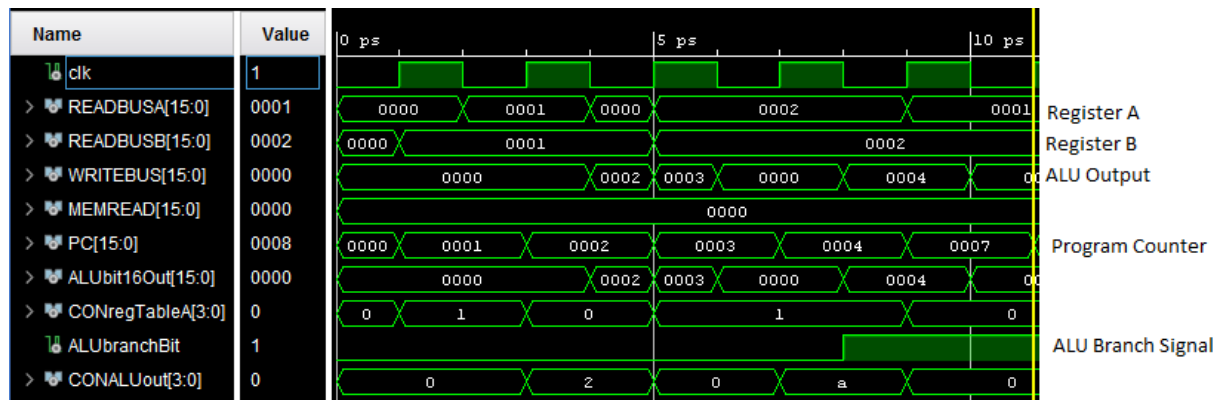 Name Value 0 ps 5 ps 10 ps
clk 1
READBUSA[15:0] 0001 0000 0001 0000 0002 0001 Register A
READBUSB[15:0] 0002 0000 0001 0002 Register B
WRITEBUS[15:0] 0000 0000 0002 0003 0000 0004 ALU Output
MEMREAD[15:0] 0000 0000
PC[15:0] 0008 0000 0001 0002 0003 0004 0007 Program Counter
ALUbit16Out[15:0] 0000 0000 0002 0003 0000 0004
CONregTableA[3:0] 0 0 1 0 1 0
ALUbranchBit 1 ALU Branch Signal
CONALUout[3:0] 0 0 2 0 a 0